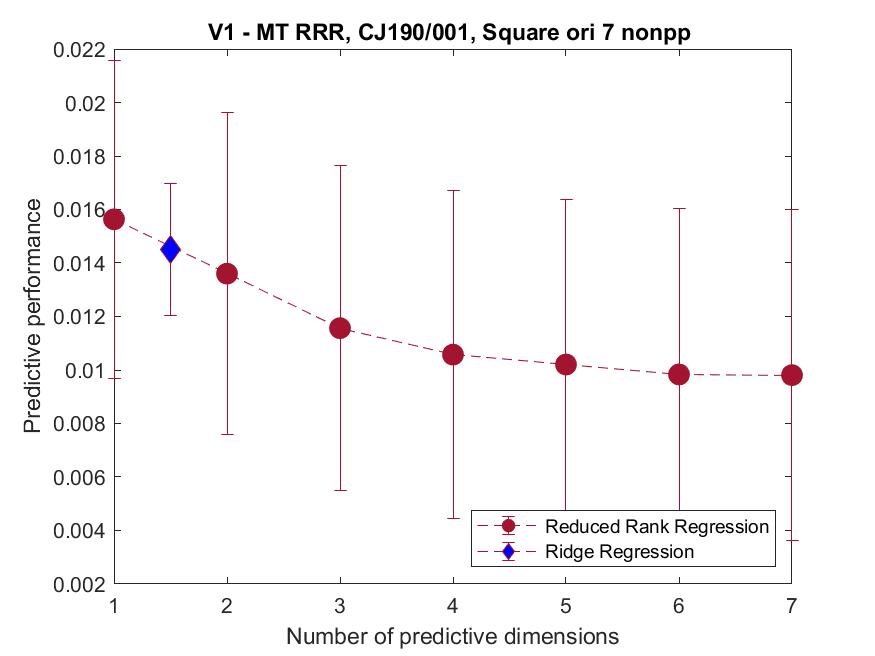 V1 - MT RRR, CJ190/001, Square ori 7 nonpp
0.022
0.02
0.018
0.016
0.014
0.012
0.01
0.008
0.006
0.004
0.002
Predictive performance
Reduced Rank Regression
Ridge Regression
1 2 3 4 5 6 7
Number of predictive dimensions